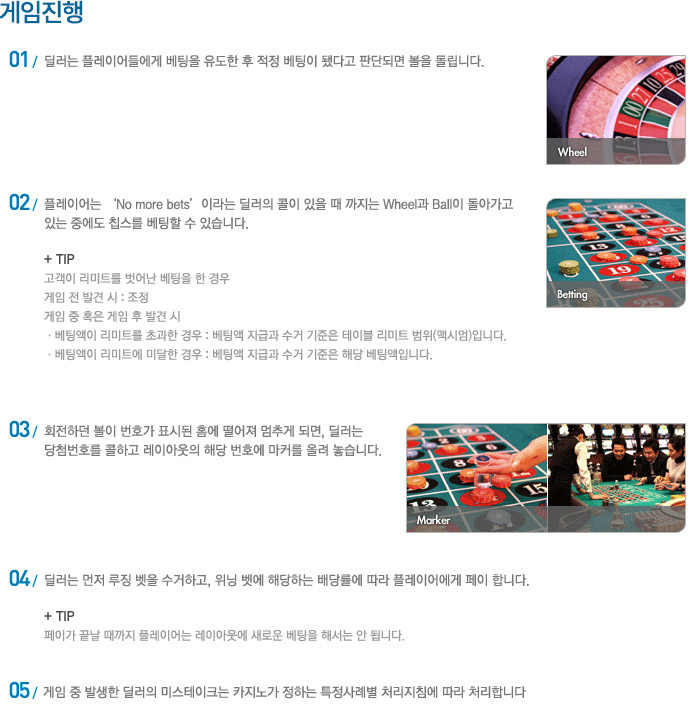 게임진행
01 / 딜러는 플레이어들에게 베팅을 유도한 후 적정 베팅이 됐다고 판단되면 볼을 돌립니다.
Wheel
02 / 플레이어는 ‘No more bets’ 이라는 딜러의 콜이 있을 때 까지는 Wheel과 Ball이 돌아가고
있는 중에도 칩스를 베팅할 수 있습니다.
+ TIP
고객이 리미트를 벗어난 베팅을 한 경우
게임 전 발견 시 : 조정
게임 중 혹은 게임 후 발견 시
· 베팅액이 리미트를 초과한 경우 : 베팅액 지급과 수거 기준은 테이블 리미트 범위(맥시멈)입니다.
· 베팅액이 리미트에 미달한 경우 : 베팅액 지급과 수거 기준은 해당 베팅액입니다.
Betting
03 / 회전하던 볼이 번호가 표시된 홈에 떨어져 멈추게 되면, 딜러는
당첨번호를 콜하고 레이아웃의 해당 번호에 마커를 올려 놓습니다.
Marker
04 / 딜러는 먼저 루징 벳을 수거하고, 위닝 벳에 해당하는 배당률에 따라 플레이어에게 페이 합니다.
+ TIP
페이가 끝날 때까지 플레이어는 레이아웃에 새로운 베팅을 해서는 안 됩니다.
05 / 게임 중 발생한 딜러의 미스테이크는 카지노가 정하는 특정사례별 처리지침에 따라 처리합니다